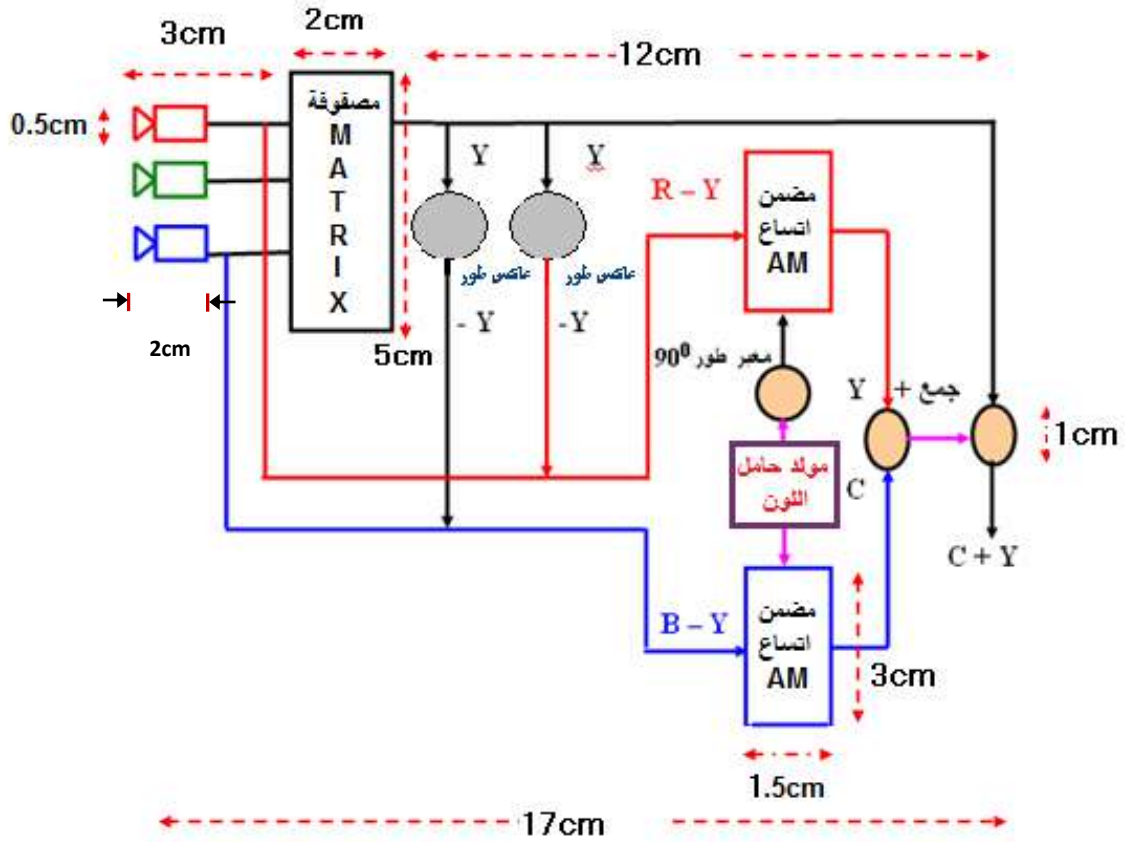 2cm
3cm
12cm
0.5cm
مصفوفة
M
A
T
R
I
X
Y
Y
R – Y
مضمن
اتساع
AM
عاكس طور
عاكس طور
- Y
-Y
2cm
5cm
مغير طور 90⁰
Y
جمع +
1cm
مولد حامل
اللون
C
C + Y
B – Y
مضمن
اتساع
AM
3cm
1.5cm
17cm